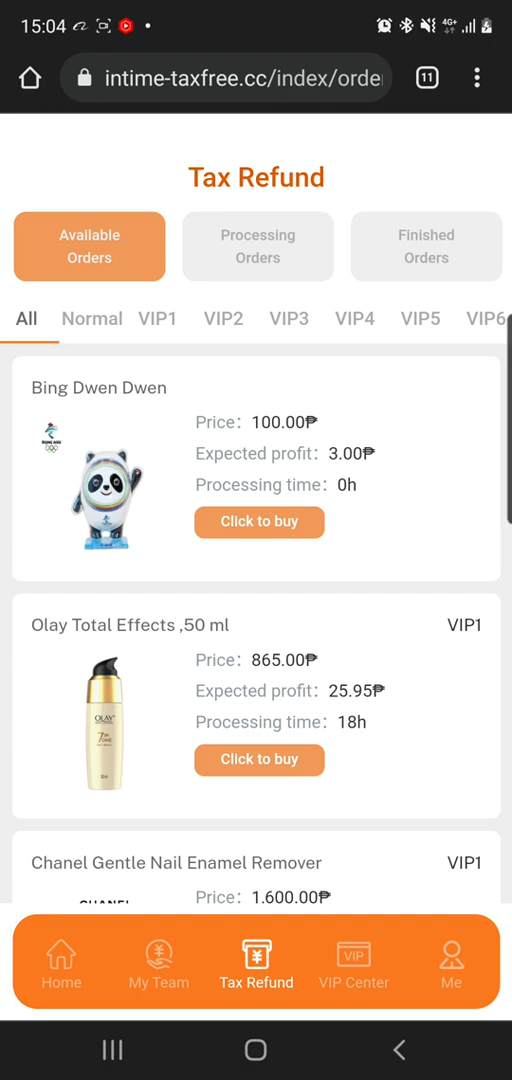 15:04
4G+
intime-taxfree.cc/index/orde
11
Tax Refund
Available
Orders
Processing
Orders
Finished
Orders
All Normal VIP1 VIP2 VIP3 VIP4 VIP5 VIP6
Bing Dwen Dwen
Price: 100.00₱
Expected profit: 3.00₱
Processing time: 0h
Click to buy
Olay Total Effects ,50 ml VIP1
Price: 865.00₱
Expected profit: 25.95₱
Processing time: 18h
OLAY
Click to buy
Chanel Gentle Nail Enamel Remover VIP1
Price: 1.600.00₱
CHANEL
VIP
Home My Team Tax Refund VIP Center Me